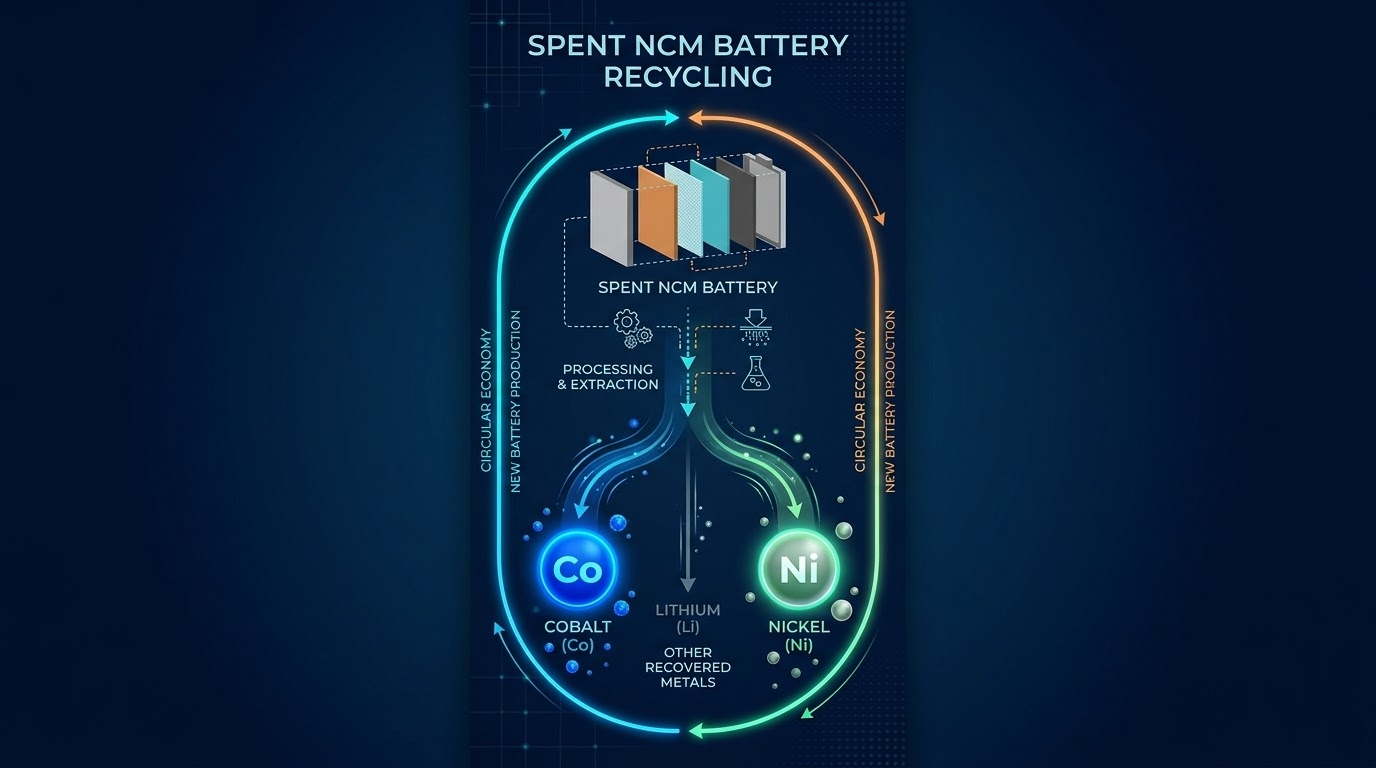 SPENT NCM BATTERY
RECYCLING
SPENT NCM BATTERY
PROCESSING
& EXTRACTION
CIRCULAR ECONOMY
NEW BATTERY PRODUCTION
CIRCULAR ECONOMY
NEW BATTERY PRODUCTION
Co
COBALT
(Co)
LITHIUM
(Li)
OTHER
RECOVERED
METALS
Ni
NICKEL
(Ni)